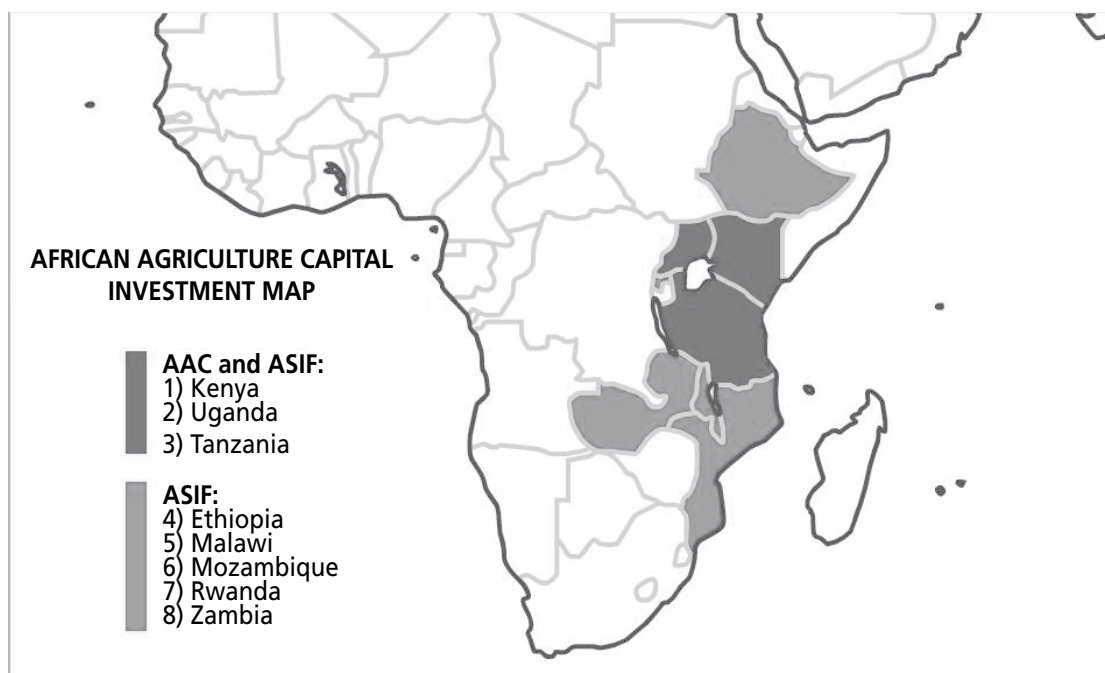 AFRICAN AGRICULTURE CAPITAL
INVESTMENT MAP
AAC and ASIF:
1) Kenya
2) Uganda
3) Tanzania
ASIF:
4) Ethiopia
5) Malawi
6) Mozambique
7) Rwanda
8) Zambia